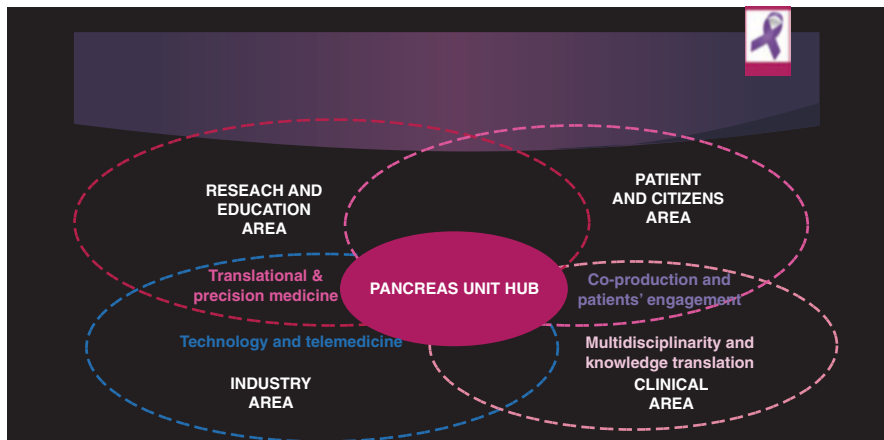 RESEACH AND
EDUCATION
AREA
PATIENT
AND CITIZENS
AREA
Translational &
precision medicine
PANCREAS UNIT HUB
Co-production and
patients’ engagement
Technology and telemedicine
Multidisciplinarity and
knowledge translation
INDUSTRY
AREA
CLINICAL
AREA